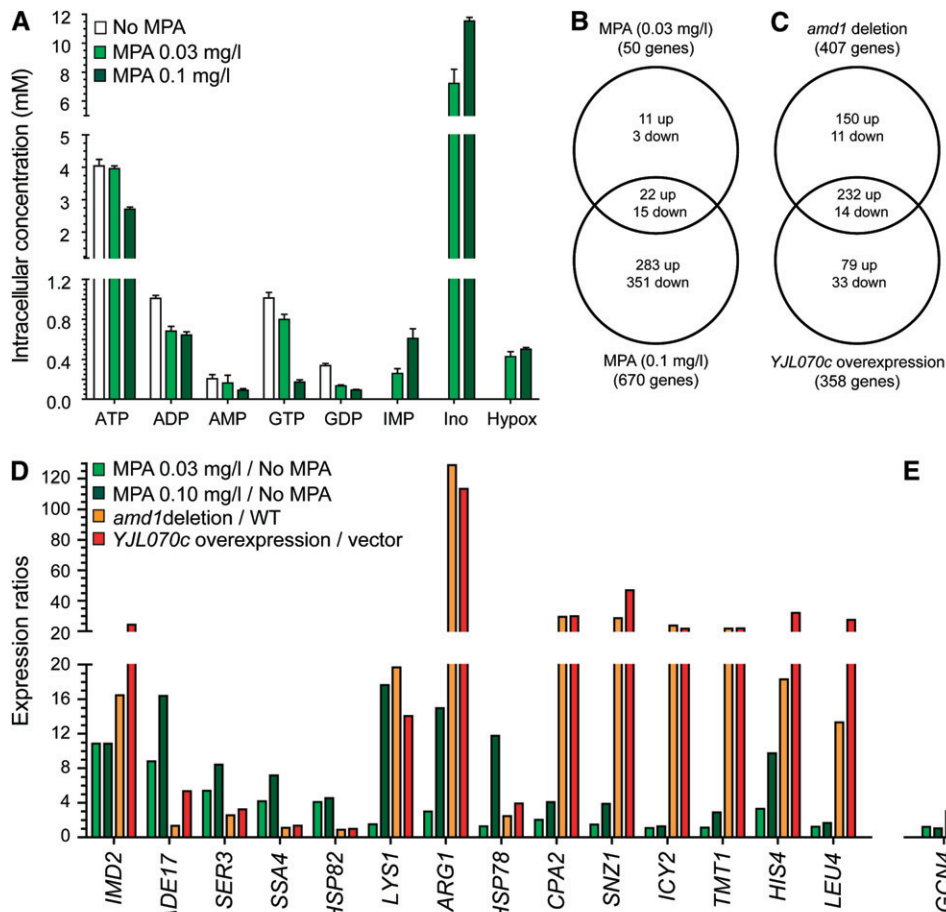 A
No MPA
MPA 0.03 mg/l
MPA 0.1 mg/l
Intracellular concentration (mM)
12
10
8
6
5
4
3
2
1.2
0.8
0.4
0.0
ATP ADP AMP GTP GDP IMP Ino Hypox
B
MPA (0.03 mg/l)
(50 genes)
11 up
3 down
22 up
15 down
283 up
351 down
MPA (0.1 mg/l)
(670 genes)
C
amd1 deletion
(407 genes)
150 up
11 down
232 up
14 down
79 up
33 down
YJL070c overexpression
(358 genes)
D
MPA 0.03 mg/l / No MPA
MPA 0.10 mg/l / No MPA
amd1deletion / WT
YJL070c overexpression / vector
Expression ratios
120
100
80
60
40
20
20
16
12
8
4
0
IMD2
ADE17
SER3
SSA4
HSP82
LYS1
ARG1
HSP78
CPA2
SNZ1
ICY2
TMT1
HIS4
LEU4
E
GCN4